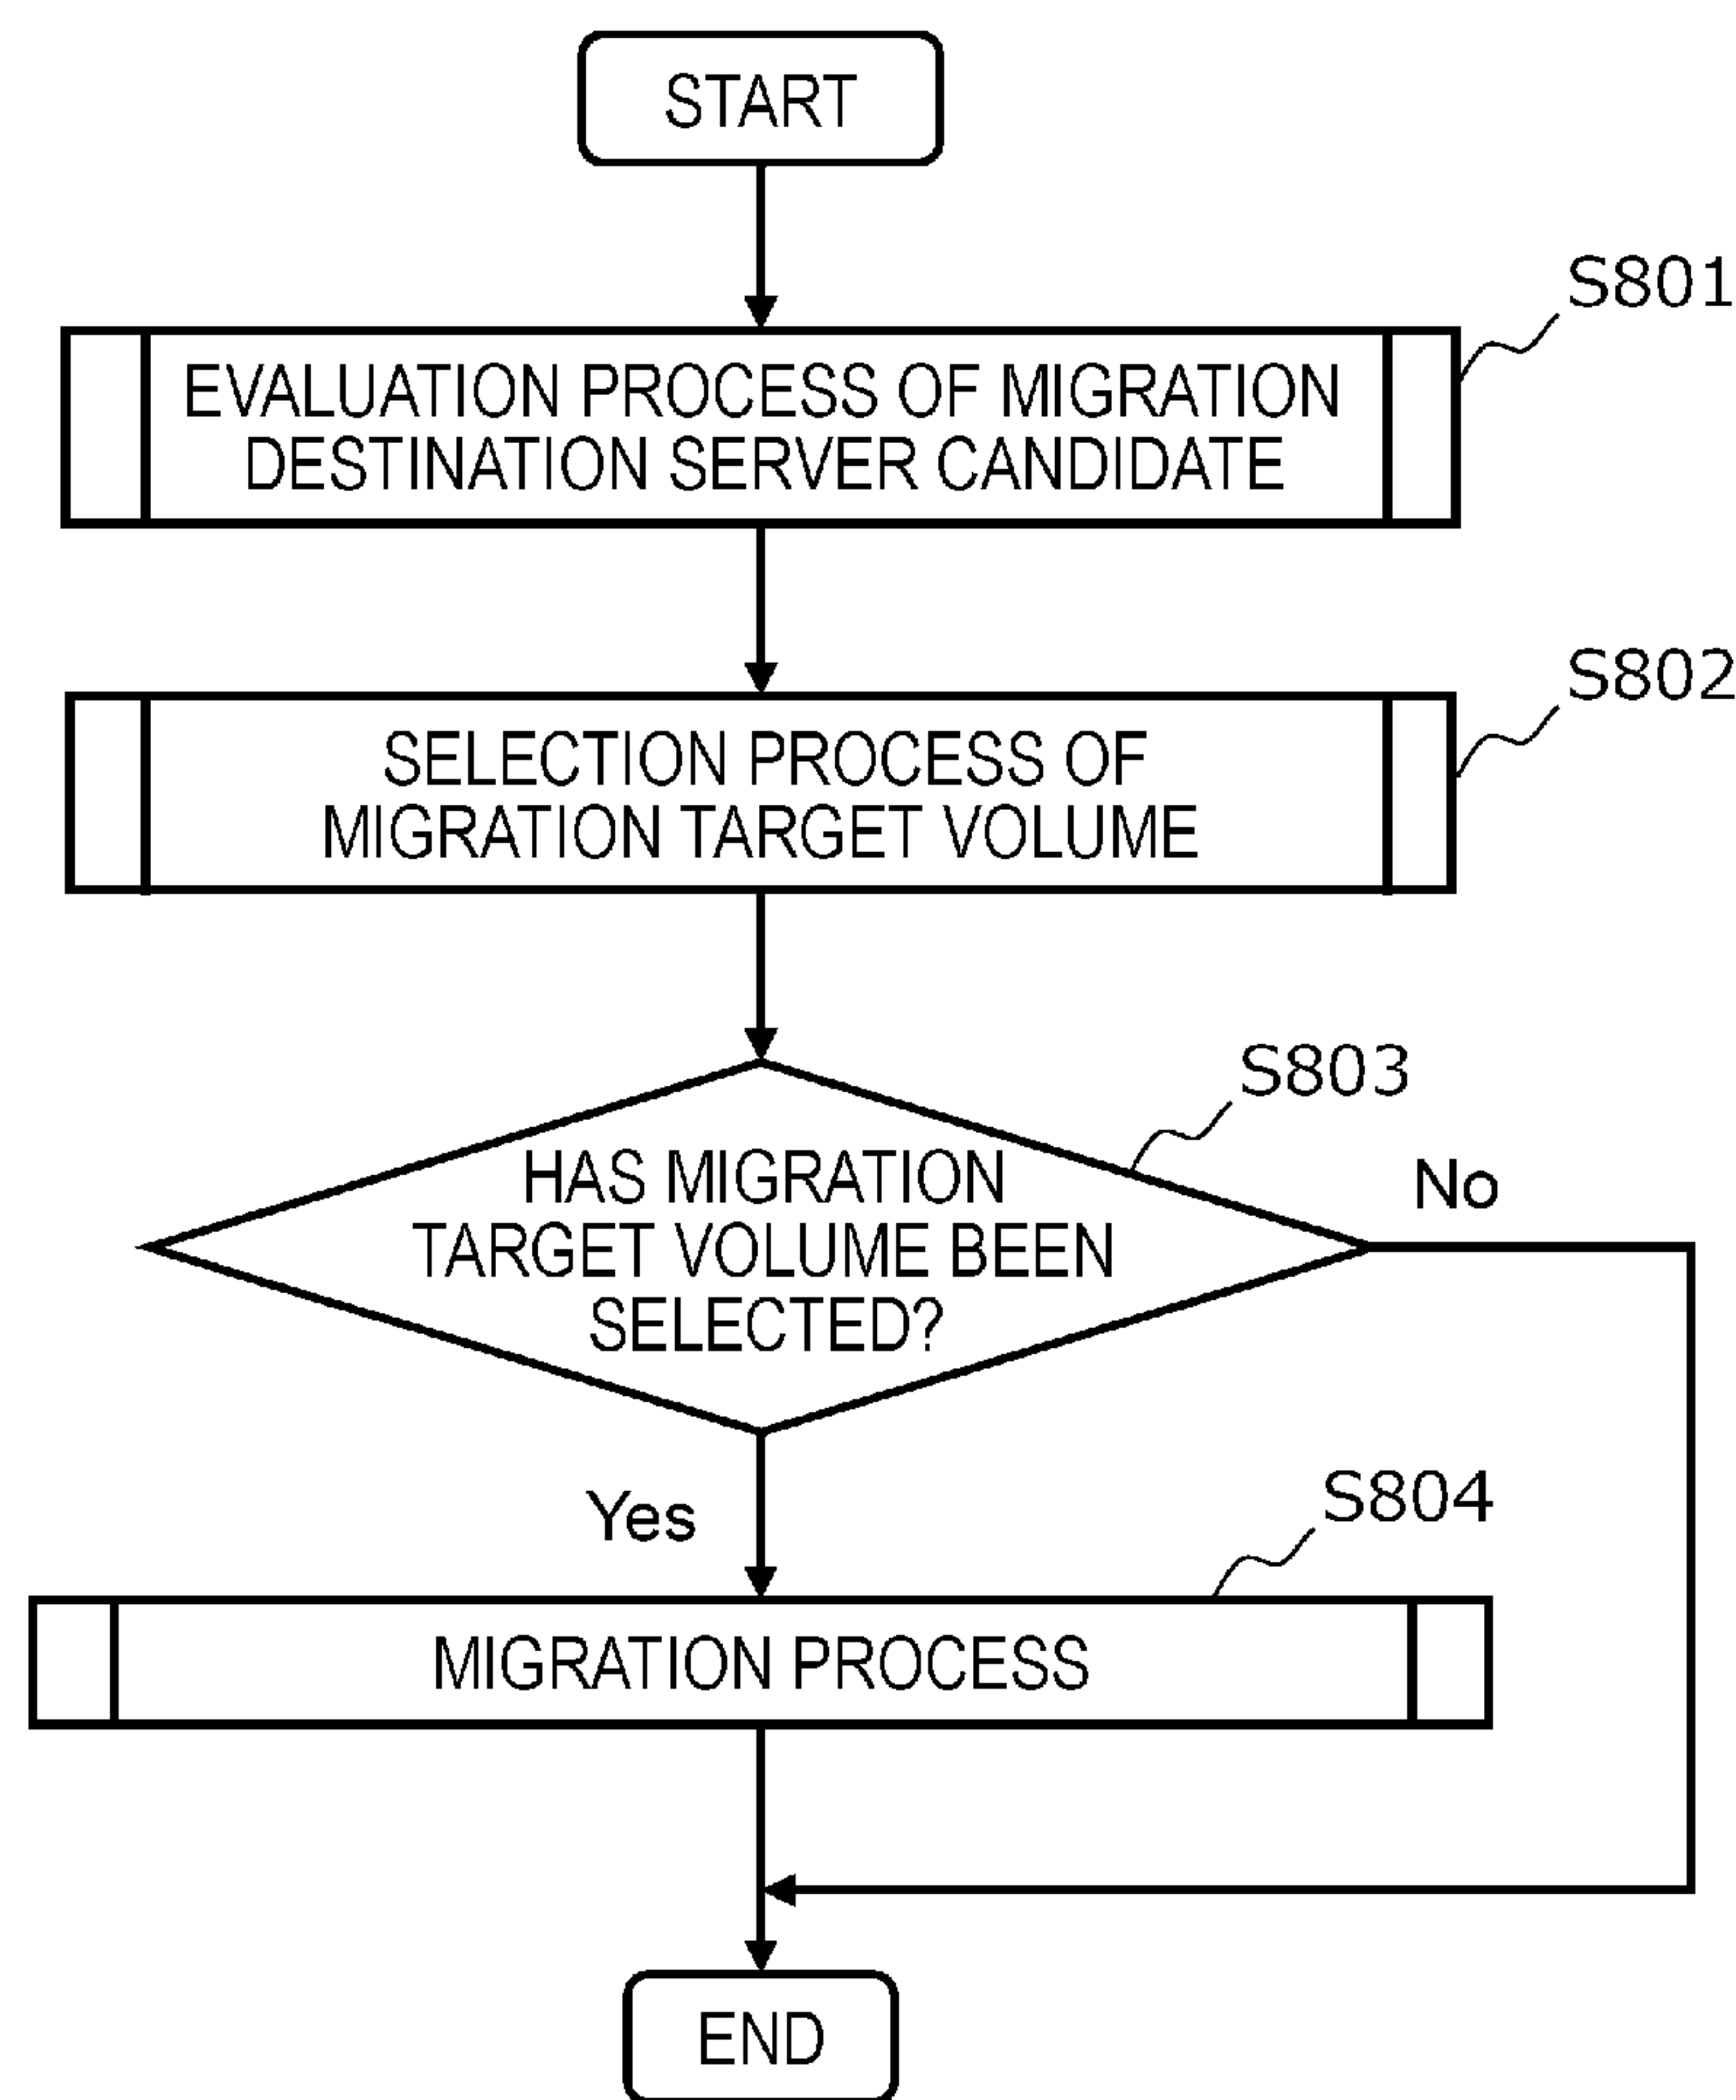 START
S801
EVALUATION PROCESS OF MIGRATION
DESTINATION SERVER CANDIDATE
S802
SELECTION PROCESS OF
MIGRATION TARGET VOLUME
S803
HAS MIGRATION
TARGET VOLUME BEEN
SELECTED?
No
Yes
S804
MIGRATION PROCESS
END